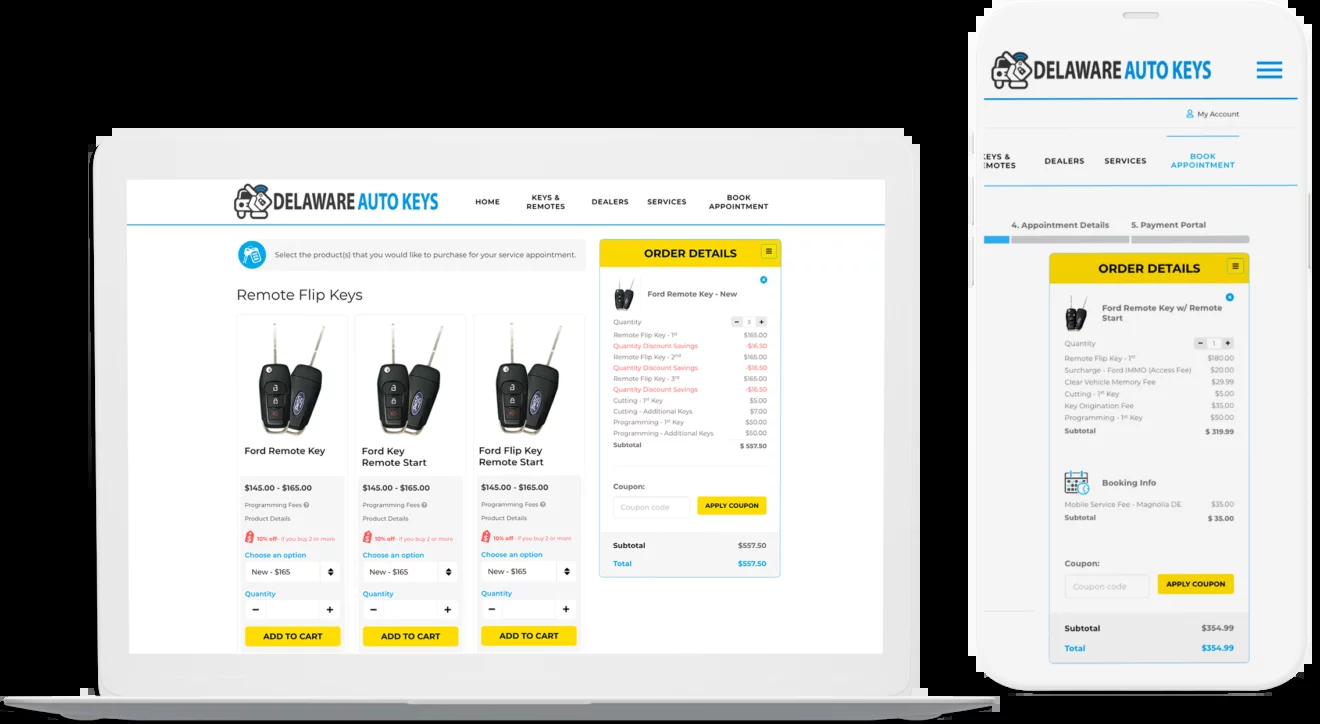 DELAWARE AUTO KEYS
HOME
KEYS &
REMOTES
DEALERS
SERVICES
BOOK
APPOINTMENT
Select the product(s) that you would like to purchase for your service appointment.
Remote Flip Keys
Ford Remote Key
$145.00 - $165.00
Programming Fees
Product Details
10% off - if you buy 2 or more
Choose an option
New - $165
Quantity
− +
ADD TO CART
Ford Key
Remote Start
$145.00 - $165.00
Programming Fees
Product Details
10% off - if you buy 2 or more
Choose an option
New - $165
Quantity
− +
ADD TO CART
Ford Flip Key
Remote Start
$145.00 - $165.00
Programming Fees
Product Details
10% off - if you buy 2 or more
Choose an option
New - $165
Quantity
− +
ADD TO CART
ORDER DETAILS
Ford Remote Key - New
Quantity − 3 +
Remote Flip Key - 1st $165.00
Quantity Discount Savings -$16.50
Remote Flip Key - 2nd $165.00
Quantity Discount Savings -$16.50
Remote Flip Key - 3rd $165.00
Quantity Discount Savings -$16.50
Cutting - 1st Key $5.00
Cutting - Additional Keys $7.00
Programming - 1st Key $50.00
Programming - Additional Keys $50.00
Subtotal $ 557.50
Coupon:
Coupon code APPLY COUPON
Subtotal $557.50
Total $557.50
DELAWARE AUTO KEYS
My Account
KEYS &
EMOTES
DEALERS
SERVICES
BOOK
APPOINTMENT
4. Appointment Details 5. Payment Portal
ORDER DETAILS
Ford Remote Key w/ Remote
Start
Quantity − 1 +
Remote Flip Key - 1st $180.00
Surcharge - Ford IMMO (Access Fee) $20.00
Clear Vehicle Memory Fee $29.99
Cutting - 1st Key $5.00
Key Origination Fee $35.00
Programming - 1st Key $50.00
Subtotal $ 319.99
Booking Info
Mobile Service Fee - Magnolia DE $35.00
Subtotal $ 35.00
Coupon:
Coupon code APPLY COUPON
Subtotal $354.99
Total $354.99